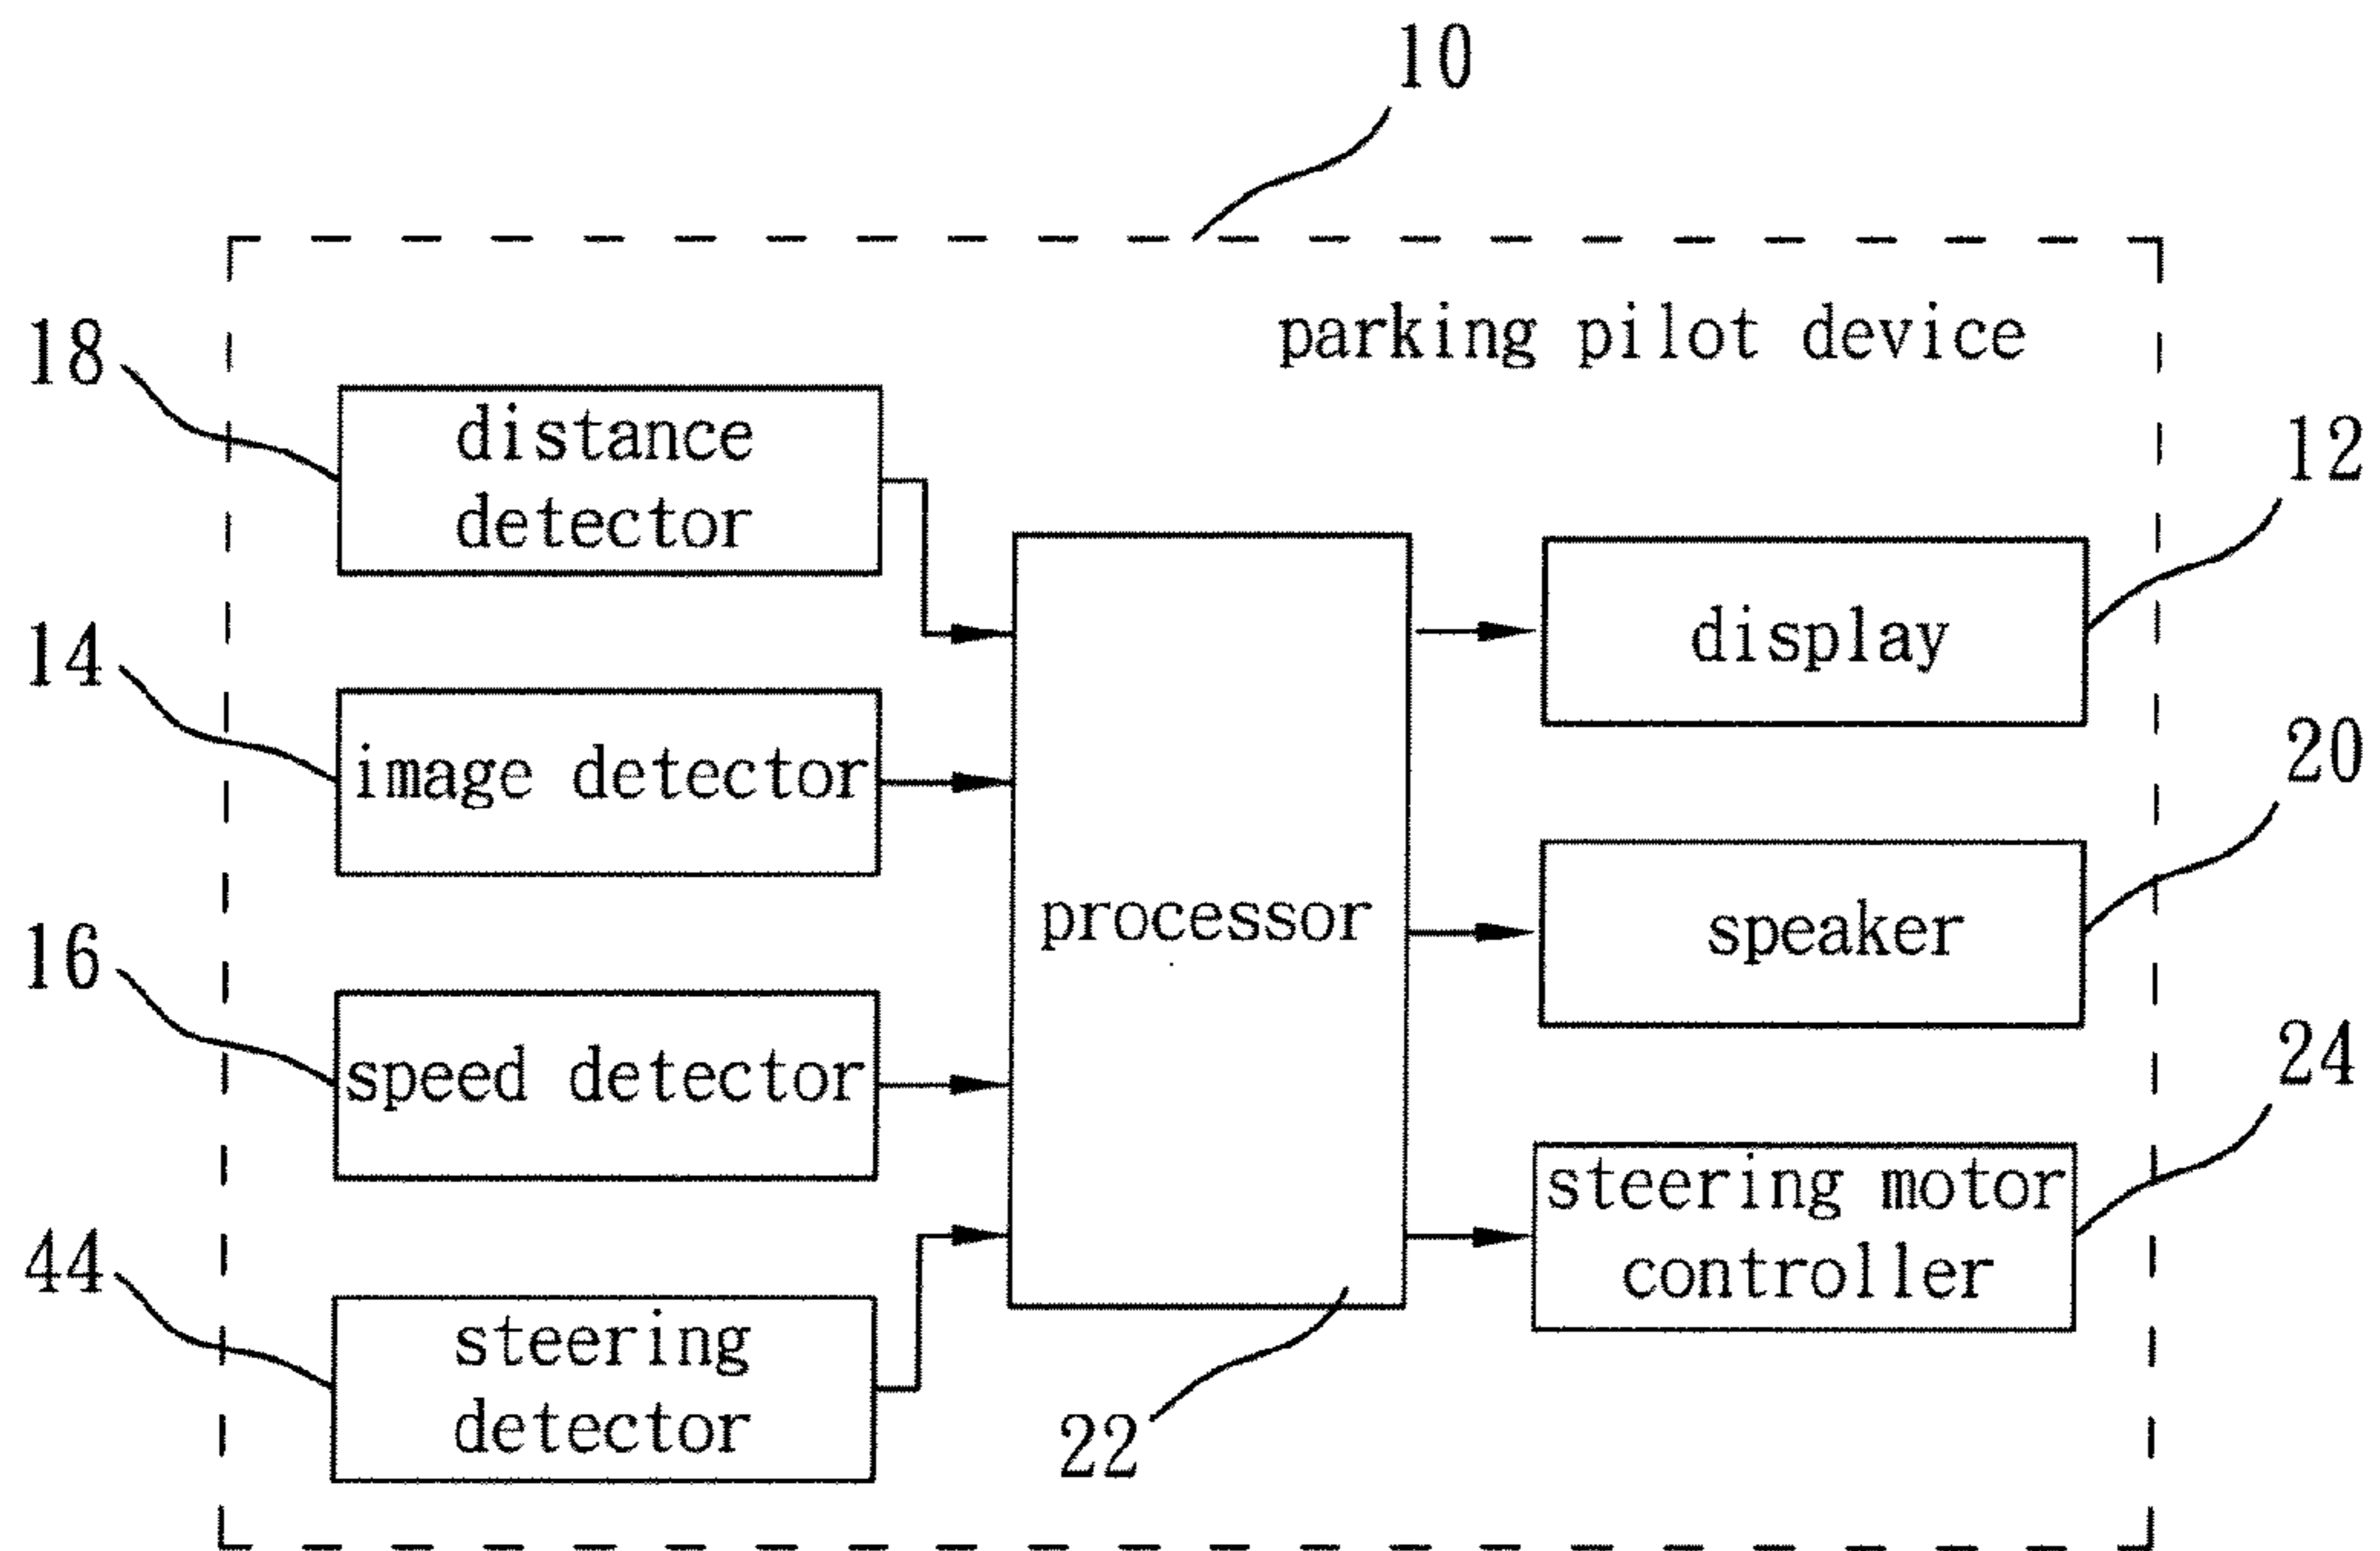 10
parking pilot device
18
distance
detector
12
display
14
image detector
processor
20
speaker
16
speed detector
24
steering motor
controller
44
steering
detector
22